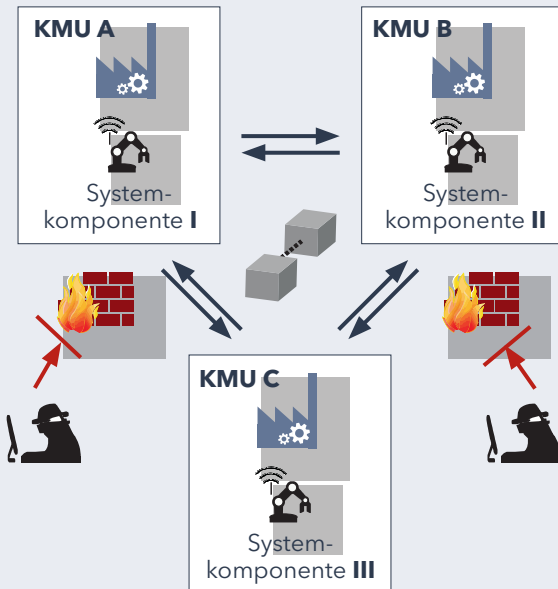 KMU A
System-
komponente I
KMU B
System-
komponente II
KMU C
System-
komponente III